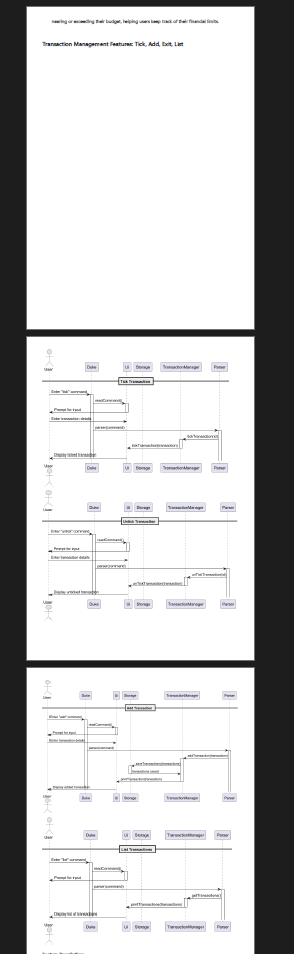 nearing or exceeding their budget, helping users keep track of their financial limits.
Transaction Management Features: Tick, Add, Exit, List
User
Duke Ui Storage TransactionManager Parser
Tick Transaction
Enter "tick" command
readCommand()
Prompt for input
Enter transaction details
parser(command)
tickTransaction(id)
tickTransaction(transaction)
Display ticked transaction
User Duke Ui Storage TransactionManager Parser
User
Duke Ui Storage TransactionManager Parser
Untick Transaction
Enter "untick" command
readCommand()
Prompt for input
Enter transaction details
parser(command)
unTickTransaction(id)
unTickTransaction(transaction)
Display unticked transaction
User Duke Ui Storage TransactionManager Parser
User
Duke Ui Storage TransactionManager Parser
Add Transaction
Enter "add" command
readCommand()
Prompt for input
Enter transaction details
parser(command)
addTransaction(transaction)
saveTransactions(transactions)
transactions saved
printTransaction(transaction)
Display added transaction
User Duke Ui Storage TransactionManager Parser
User
Duke Ui Storage TransactionManager Parser
List Transactions
Enter "list" command
readCommand()
Prompt for input
parser(command)
getTransactions()
printTransactions(transactions)
Display list of transactions
User Duke Ui Storage TransactionManager Parser